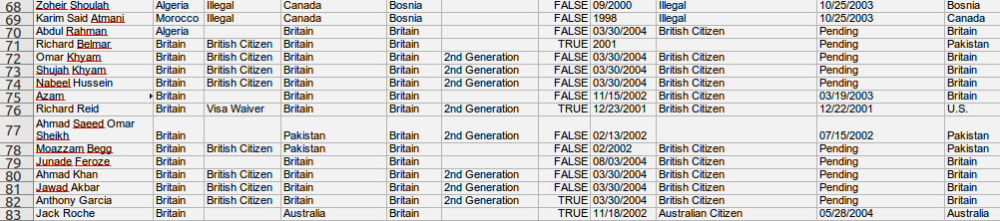 68 Zoheir Shoulah Algeria Illegal Canada Bosnia FALSE 09/2000 Illegal 10/25/2003 Bosnia
69 Karim Said Atmani Morocco Illegal Canada Bosnia FALSE 1998 Illegal 10/25/2003 Canada
70 Abdul Rahman Algeria Britain Britain FALSE 03/30/2004 British Citizen Pending Britain
71 Richard Belmar Britain British Citizen Britain Britain TRUE 2001 Pending Pakistan
72 Omar Khyam Britain British Citizen Britain Britain 2nd Generation FALSE 03/30/2004 British Citizen Pending Britain
73 Shujah Khyam Britain British Citizen Britain Britain 2nd Generation FALSE 03/30/2004 British Citizen Pending Britain
74 Nabeel Hussein Britain British Citizen Britain Britain 2nd Generation FALSE 03/30/2004 British Citizen Pending Britain
75 Azam Britain Britain Britain FALSE 11/15/2002 British Citizen 03/19/2003 Britain
76 Richard Reid Britain Visa Waiver Britain Britain 2nd Generation TRUE 12/23/2001 British Citizen 12/22/2001 U.S.
Ahmad Saeed Omar
77 Sheikh Britain Pakistan Britain 2nd Generation FALSE 02/13/2002 07/15/2002 Pakistan
78 Moazzam Begg Britain British Citizen Pakistan Britain FALSE 02/2002 British Citizen Pending Pakistan
79 Junade Feroze Britain Britain Britain FALSE 08/03/2004 British Citizen Pending Britain
80 Ahmad Khan Britain British Citizen Britain Britain 2nd Generation FALSE 03/30/2004 British Citizen Pending Britain
81 Jawad Akbar Britain British Citizen Britain Britain 2nd Generation FALSE 03/30/2004 British Citizen Pending Britain
82 Anthony Garcia Britain British Citizen Britain Britain 2nd Generation TRUE 03/30/2004 British Citizen Pending Britain
83 Jack Roche Britain Australia Britain TRUE 11/18/2002 Australian Citizen 05/28/2004 Australia